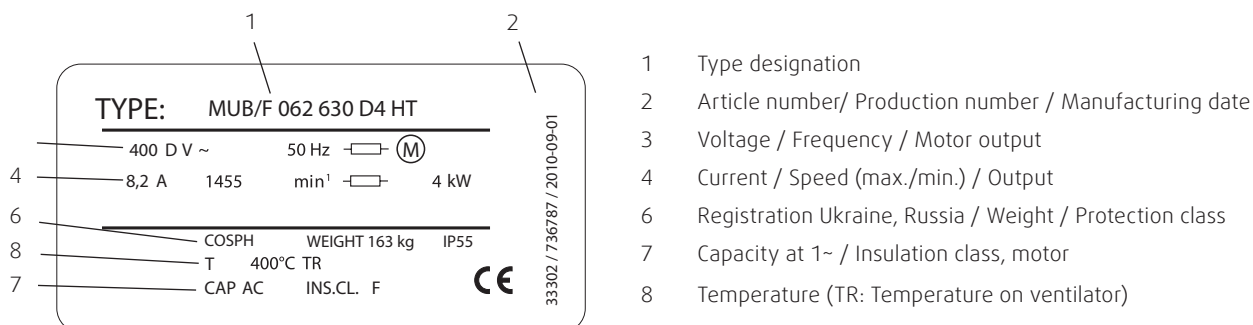 1
2
TYPE: MUB/F 062 630 D4 HT
400 D V ~ 50 Hz M
4
8,2 A 1455 min¹ 4 kW
6
COSPH WEIGHT 163 kg IP55
8
T 400°C TR
7
CAP AC INS.CL. F CE
33302 / 736787 / 2010-09-01
1 Type designation
2 Article number/ Production number / Manufacturing date
3 Voltage / Frequency / Motor output
4 Current / Speed (max./min.) / Output
6 Registration Ukraine, Russia / Weight / Protection class
7 Capacity at 1~ / Insulation class, motor
8 Temperature (TR: Temperature on ventilator)